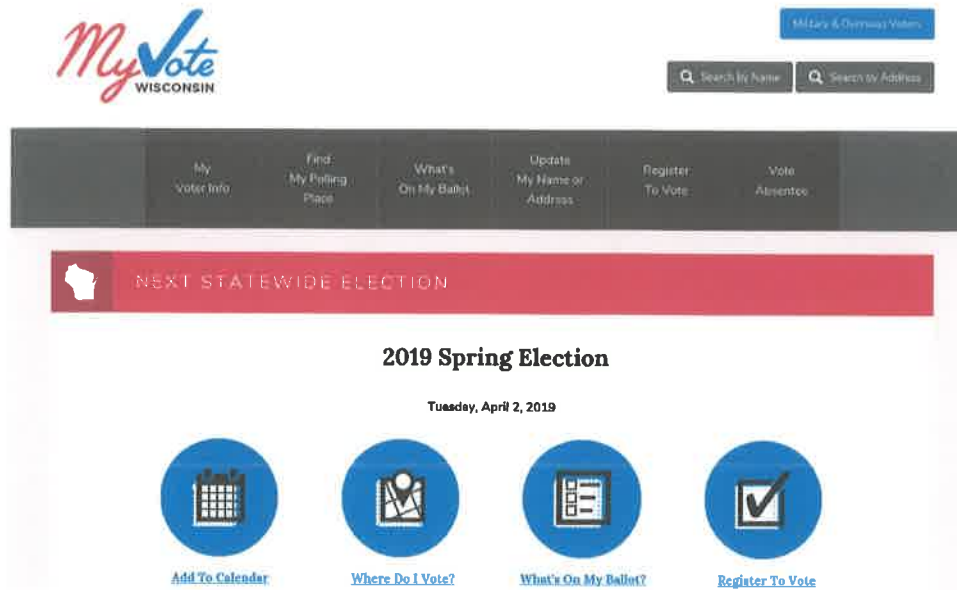 MyVote
WISCONSIN
Military & Overseas Voters
Search by Name
Search by Address
My
Voter Info
Find
My Polling
Place
What's
On My Ballot
Update
My Name or
Address
Register
To Vote
Vote
Absentee
NEXT STATEWIDE ELECTION
2019 Spring Election
Tuesday, April 2, 2019
Add To Calendar
Where Do I Vote?
What's On My Ballot?
Register To Vote